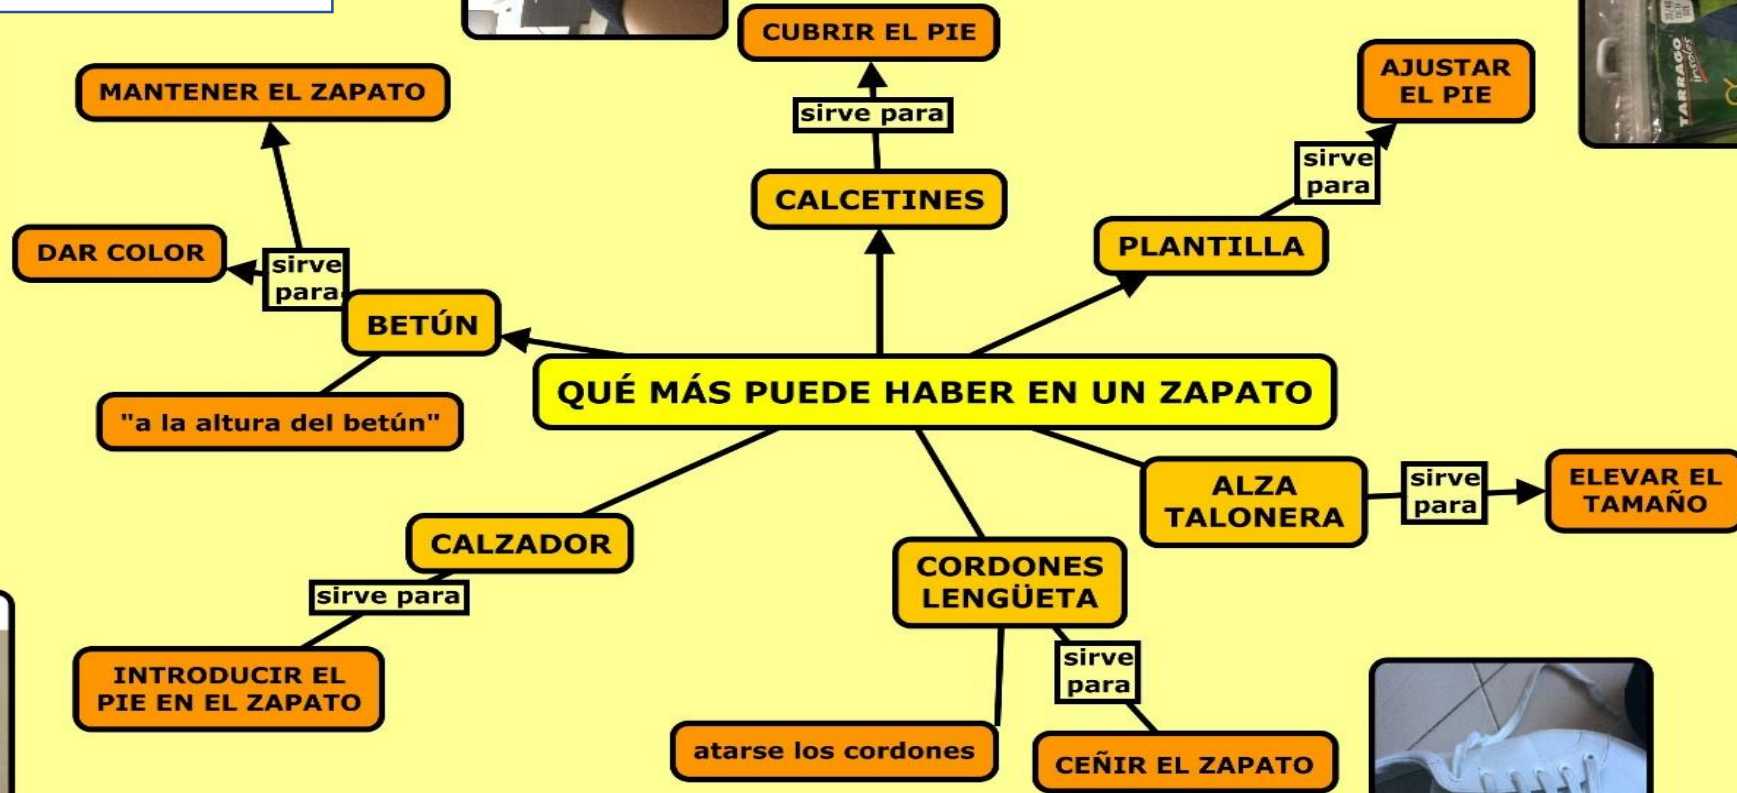 CUBRIR EL PIE
AJUSTAR
EL PIE
TARRAGO
insoles
MANTENER EL ZAPATO
sirve para
sirve
para
CALCETINES
DAR COLOR
sirve
para
PLANTILLA
BETÚN
QUÉ MÁS PUEDE HABER EN UN ZAPATO
"a la altura del betún"
ALZA
TALONERA
sirve
para
ELEVAR EL
TAMAÑO
CALZADOR
CORDONES
LENGÜETA
sirve para
sirve
para
INTRODUCIR EL
PIE EN EL ZAPATO
atarse los cordones
CEÑIR EL ZAPATO